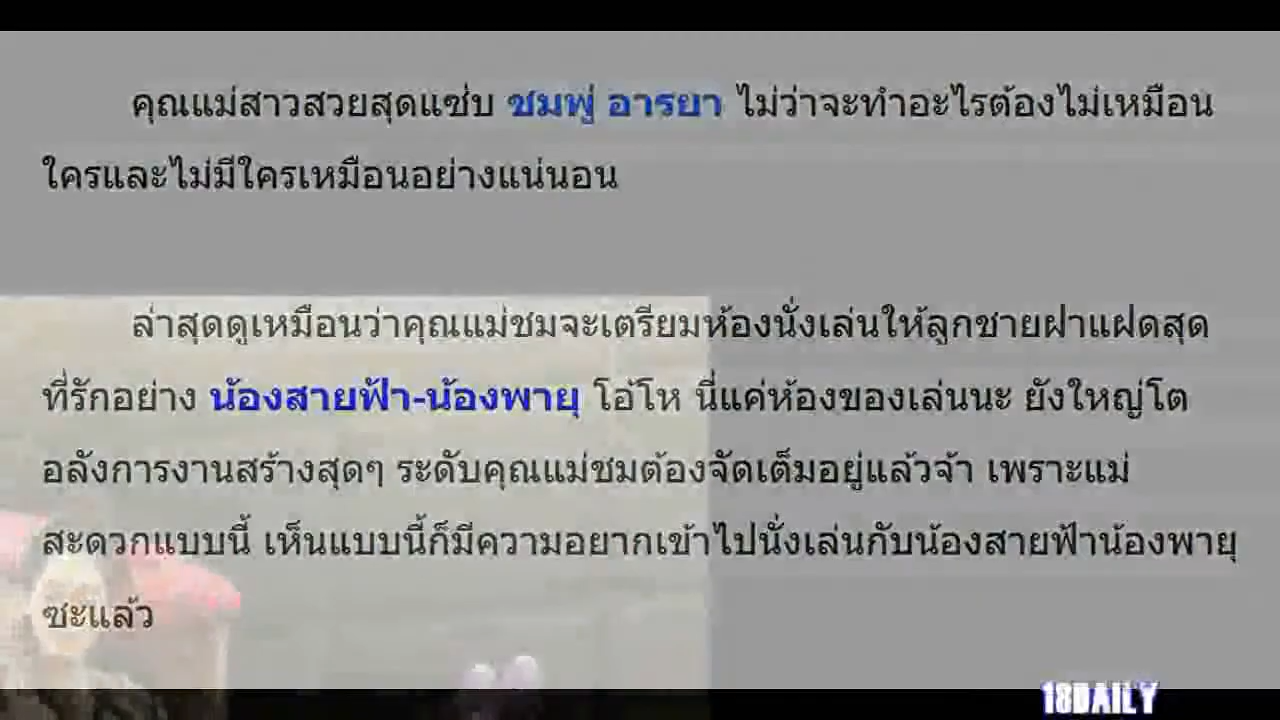 คุณแม่สาวสวยสุดแซ่บ ชมพู่ อารยา ไม่ว่าจะทำอะไรต้องไม่เหมือน
ใครและไม่มีใครเหมือนอย่างแน่นอน
ล่าสุดดูเหมือนว่าคุณแม่ชมจะเตรียมห้องนั่งเล่นให้ลูกชายฝาแฝดสุด
ที่รักอย่าง น้องสายฟ้า-น้องพายุ โอ้โห นี่แค่ห้องของเล่นนะ ยังใหญ่โต
อลังการงานสร้างสุดๆ ระดับคุณแม่ชมต้องจัดเต็มอยู่แล้วจ้า เพราะแม่
สะดวกแบบนี้ เห็นแบบนี้ก็มีความอยากเข้าไปนั่งเล่นกับน้องสายฟ้าน้องพายุ
ซะแล้ว
18DAILY